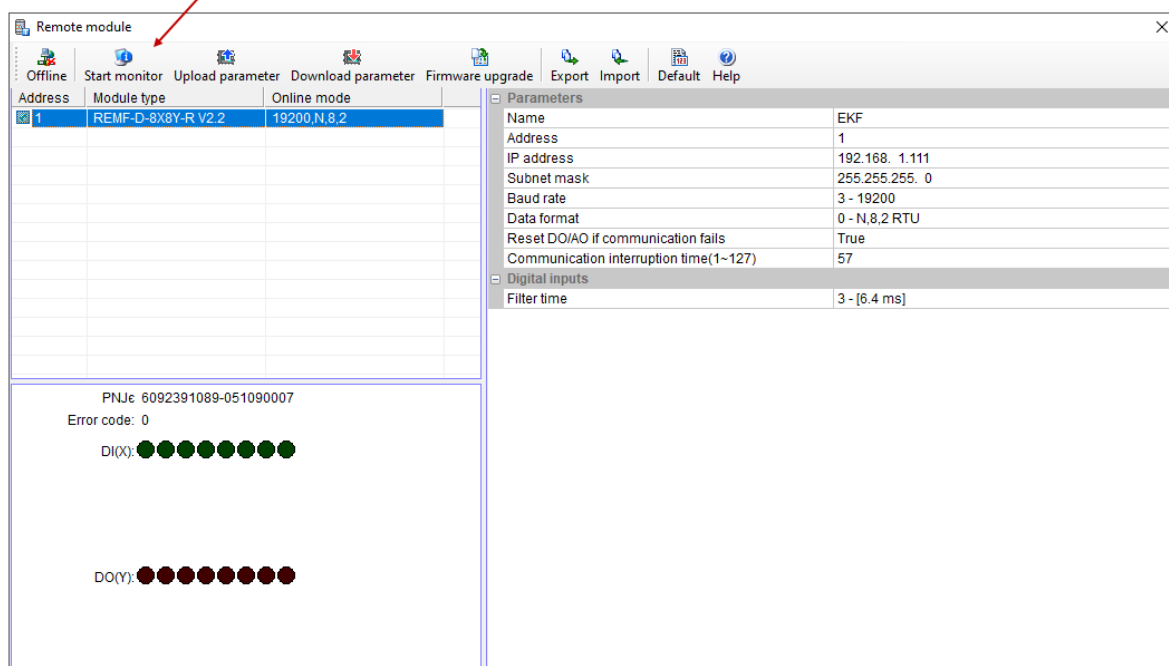 Remote module
Offline Start monitor Upload parameter Download parameter Firmware upgrade Export Import Default Help
Address Module type Online mode
1 REMF-D-8X8Y-R V2.2 19200,N,8,2
Parameters
Name EKF
Address 1
IP address 192.168. 1.111
Subnet mask 255.255.255. 0
Baud rate 3 - 19200
Data format 0 - N,8,2 RTU
Reset DO/AO if communication fails True
Communication interruption time(1~127) 57
Digital inputs
Filter time 3 - [6.4 ms]
PNJє 6092391089-051090007
Error code: 0
DI(X):
DO(Y):